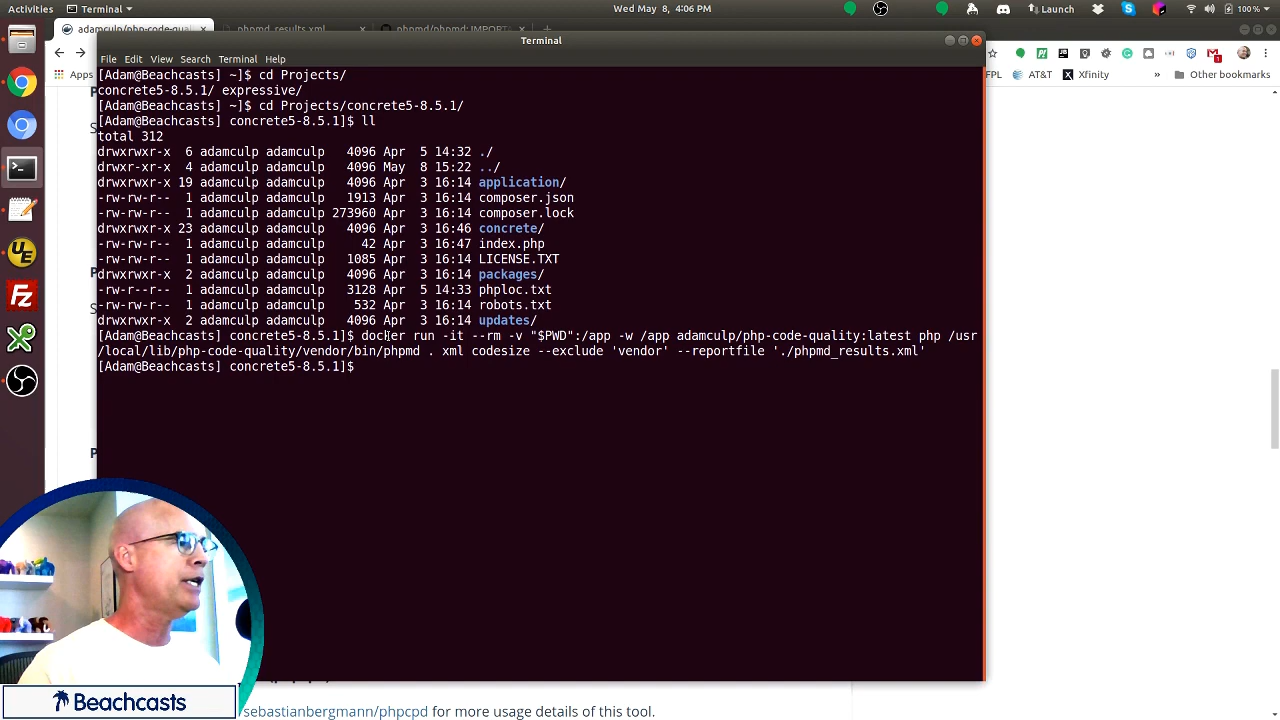 Activities
Terminal
Wed May 8, 4:06 PM
Launch
100%
adamculp/php-code-quality
phpmd_results.xml
phpmd/phpmd: IMPORT
Terminal
Apps
FPL
AT&T
Xfinity
Other bookmarks
File Edit View Search Terminal Help
[Adam@Beachcasts] ~]$ cd Projects/
concrete5-8.5.1/ expressive/
[Adam@Beachcasts] ~]$ cd Projects/concrete5-8.5.1/
[Adam@Beachcasts] concrete5-8.5.1]$ ll
total 312
drwxrwxr-x 6 adamculp adamculp 4096 Apr 5 14:32 ./
drwxr-xr-x 4 adamculp adamculp 4096 May 8 15:22 ../
drwxrwxr-x 19 adamculp adamculp 4096 Apr 3 16:14 application/
-rw-rw-r-- 1 adamculp adamculp 1913 Apr 3 16:14 composer.json
-rw-rw-r-- 1 adamculp adamculp 273960 Apr 3 16:14 composer.lock
drwxrwxr-x 23 adamculp adamculp 4096 Apr 3 16:46 concrete/
-rw-rw-r-- 1 adamculp adamculp 42 Apr 3 16:47 index.php
-rw-rw-r-- 1 adamculp adamculp 1085 Apr 3 16:14 LICENSE.TXT
drwxrwxr-x 2 adamculp adamculp 4096 Apr 3 16:14 packages/
-rw-r--r-- 1 adamculp adamculp 3128 Apr 5 14:33 phploc.txt
-rw-rw-r-- 1 adamculp adamculp 532 Apr 3 16:14 robots.txt
drwxrwxr-x 2 adamculp adamculp 4096 Apr 3 16:14 updates/
[Adam@Beachcasts] concrete5-8.5.1]$ docker run -it --rm -v "$PWD":/app -w /app adamculp/php-code-quality:latest php /usr
/local/lib/php-code-quality/vendor/bin/phpmd . xml codesize --exclude 'vendor' --reportfile './phpmd_results.xml'
[Adam@Beachcasts] concrete5-8.5.1]$
Beachcasts
sebastianbergmann/phpcpd for more usage details of this tool.